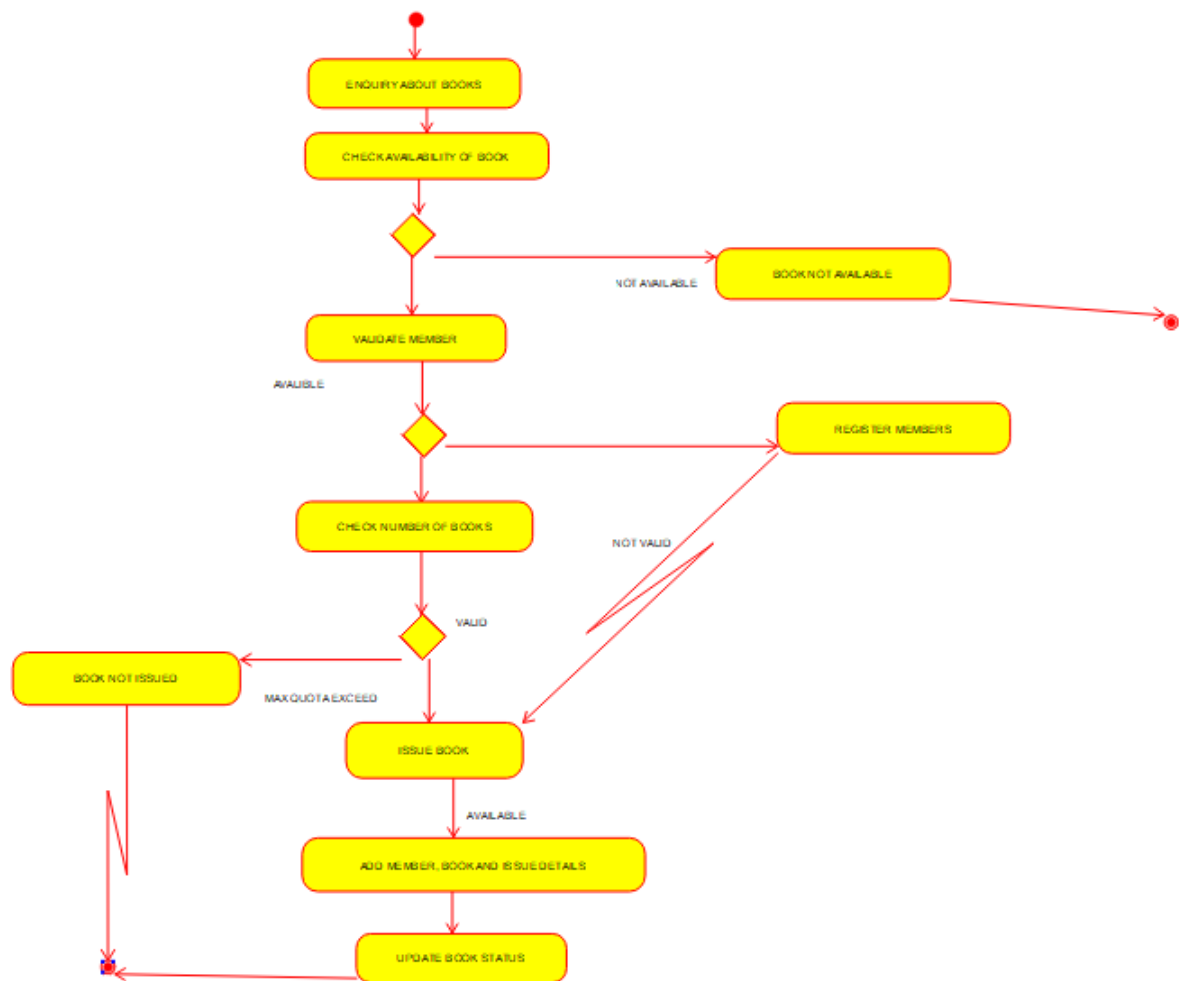 ENQUIRY ABOUT BOOKS
CHECK AVAILABILITY OF BOOK
NOT AVAILABLE
BOOK NOT AVAILABLE
VALIDATE MEMBER
AVALIBLE
REGISTER MEMBERS
CHECK NUMBER OF BOOKS
NOT VALID
VALID
BOOK NOT ISSUED
MAX QUOTA EXCEED
ISSUE BOOK
AVAILABLE
ADD MEMBER, BOOK AND ISSUE DETAILS
UPDATE BOOK STATUS